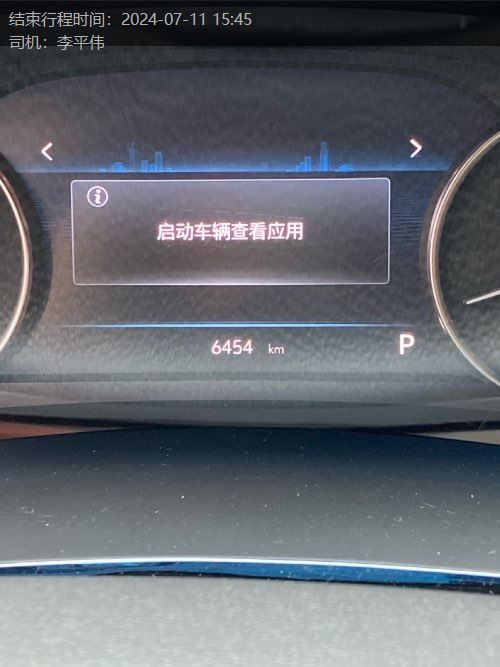 结束行程时间：2024-07-11 15:45
司机：李平伟
启动车辆查看应用
6454 km
P